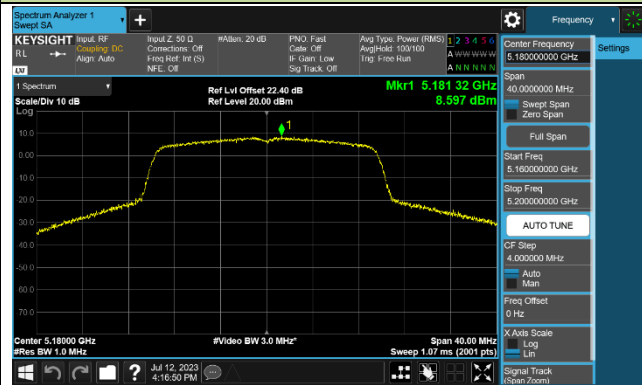 Spectrum Analyzer 1
Swept SA
Frequency
KEYSIGHT
Input: RF
Coupling: DC
Align: Auto
RL
LXI
Input Z: 50 Ω
Corrections: Off
Freq Ref: Int (S)
NFE: Off
#Atten: 20 dB
PNO: Fast
Gate: Off
IF Gain: Low
Sig Track: Off
Avg Type: Power (RMS)
Avg|Hold: 100/100
Trig: Free Run
1 2 3 4 5 6
A W W W W W
A N N N N N
1 Spectrum
Scale/Div 10 dB
Log
Ref Lvl Offset 22.40 dB
Ref Level 20.00 dBm
Mkr1 5.181 32 GHz
8.597 dBm
1
10.0
0.00
-10.0
-20.0
-30.0
-40.0
-50.0
-60.0
-70.0
Center 5.18000 GHz
#Res BW 1.0 MHz
#Video BW 3.0 MHz*
Span 40.00 MHz
Sweep 1.07 ms (2001 pts)
Jul 12, 2023
4:16:50 PM
Center Frequency
5.180000000 GHz
Settings
Span
40.0000000 MHz
Swept Span
Zero Span
Full Span
Start Freq
5.160000000 GHz
Stop Freq
5.200000000 GHz
AUTO TUNE
CF Step
4.000000 MHz
Auto
Man
Freq Offset
0 Hz
X Axis Scale
Log
Lin
Signal Track
(Span Zoom)